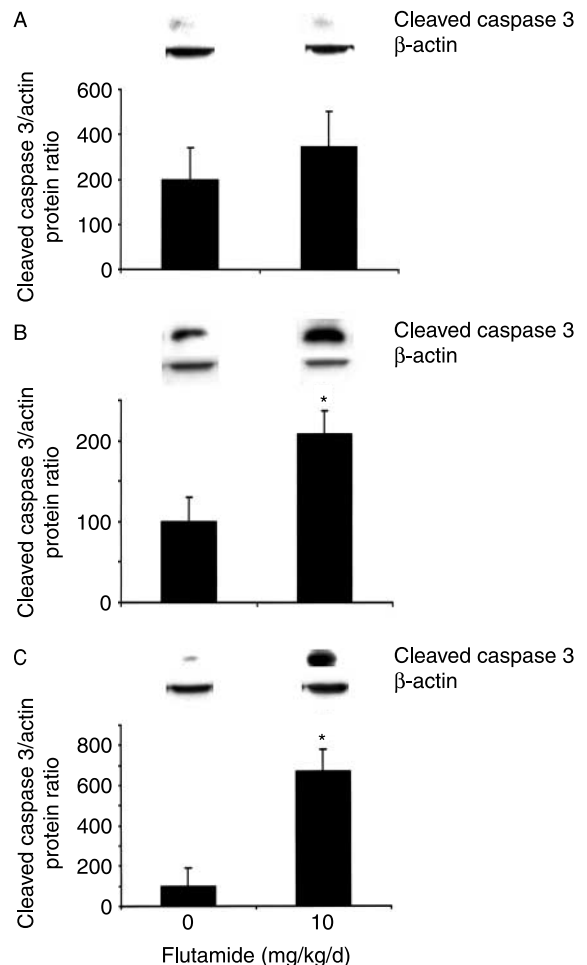 A
Cleaved caspase 3
β-actin
Cleaved caspase 3/actin
protein ratio
600
400
200
100
0
B
Cleaved caspase 3
β-actin
Cleaved caspase 3/actin
protein ratio
200
100
0
*
C
Cleaved caspase 3
β-actin
Cleaved caspase 3/actin
protein ratio
800
600
400
200
0
*
0
10
Flutamide (mg/kg/d)